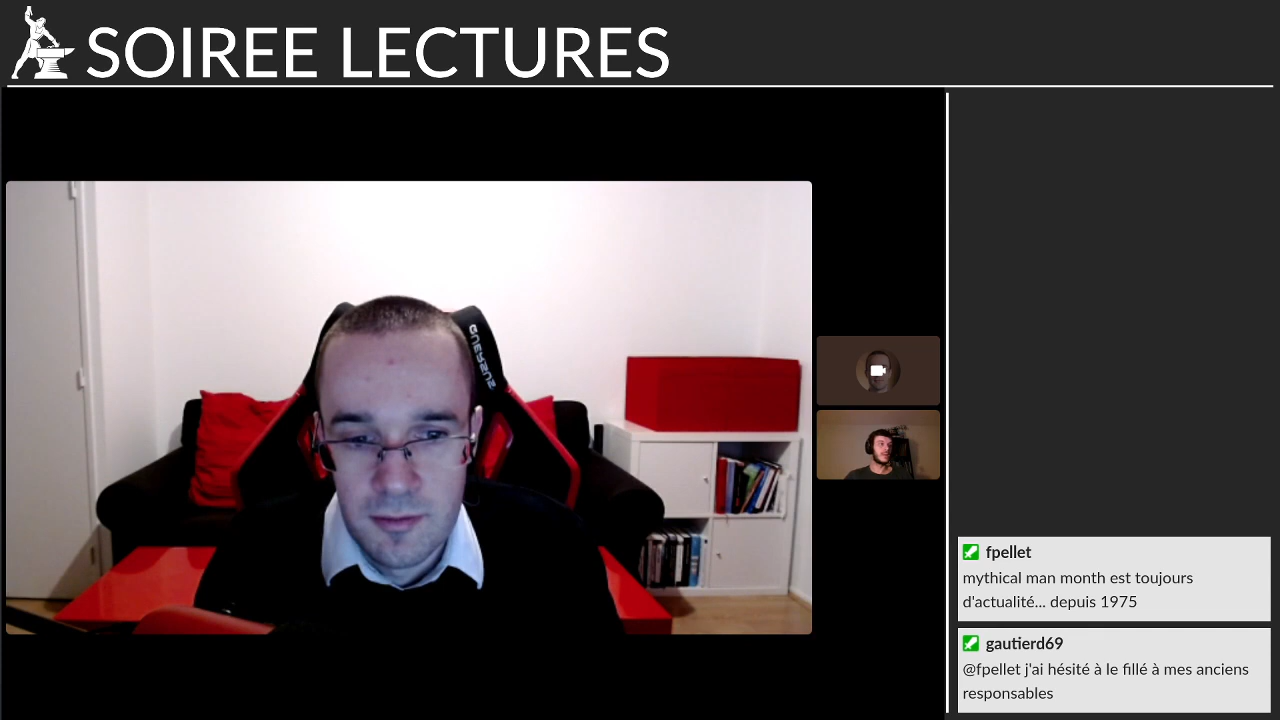 SOIREE LECTURES
fpellet
mythical man month est toujours
d'actualité... depuis 1975
gautierd69
@fpellet j'ai hésité à le fillé à mes anciens
responsables